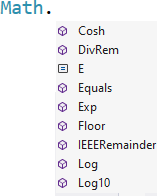 Math.
Cosh
DivRem
E
Equals
Exp
Floor
IEEERemainder
Log
Log10